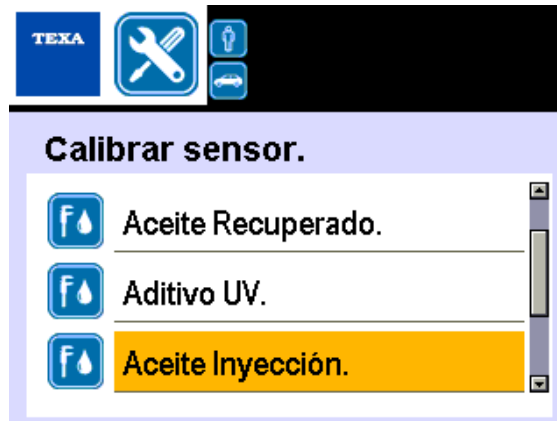 TEXA
Calibrar sensor.
Aceite Recuperado.
Aditivo UV.
Aceite Inyección.